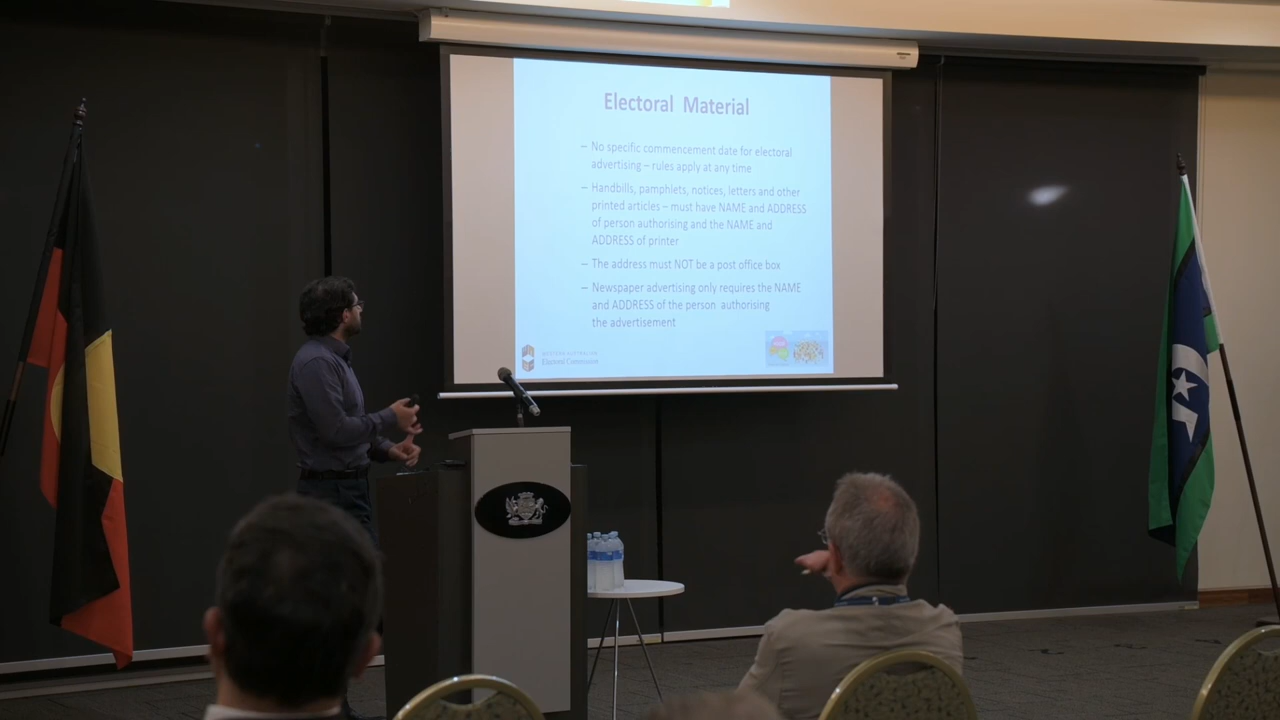 Electoral Material
– No specific commencement date for electoral
advertising – rules apply at any time
– Handbills, pamphlets, notices, letters and other
printed articles – must have NAME and ADDRESS
of person authorising and the NAME and
ADDRESS of printer
– The address must NOT be a post office box
– Newspaper advertising only requires the NAME
and ADDRESS of the person authorising
the advertisement
WESTERN AUSTRALIAN
Electoral Commission